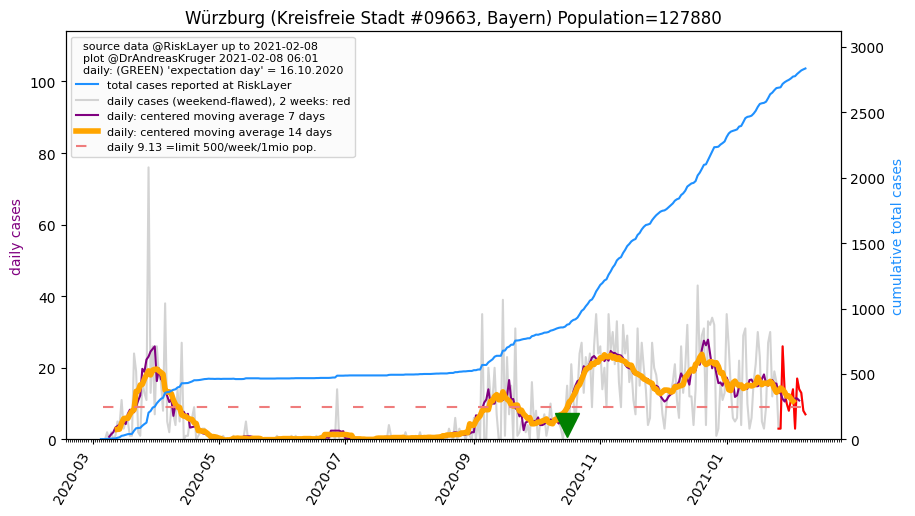 Würzburg (Kreisfreie Stadt #09663, Bayern) Population=127880
source data @RiskLayer up to 2021-02-08
plot @DrAndreasKruger 2021-02-08 06:01
daily: (GREEN) 'expectation day' = 16.10.2020
total cases reported at RiskLayer
daily cases (weekend-flawed), 2 weeks: red
daily: centered moving average 7 days
daily: centered moving average 14 days
daily 9.13 =limit 500/week/1mio pop.
daily cases
100
80
60
40
20
0
cumulative total cases
3000
2500
2000
1500
1000
500
0
2020-03
2020-05
2020-07
2020-09
2020-11
2021-01